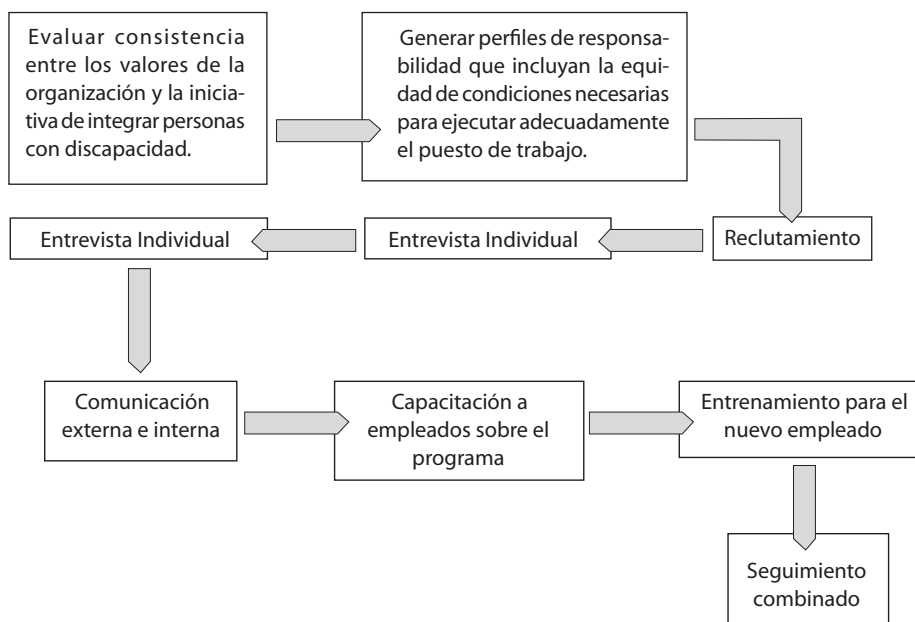 Evaluar consistencia
entre los valores de la
organización y la inicia-
tiva de integrar personas
con discapacidad.
Generar perfiles de responsa-
bilidad que incluyan la equi-
dad de condiciones necesarias
para ejecutar adecuadamente
el puesto de trabajo.
Reclutamiento
Entrevista Individual
Entrevista Individual
Comunicación
externa e interna
Capacitación a
empleados sobre el
programa
Entrenamiento para el
nuevo empleado
Seguimiento
combinado